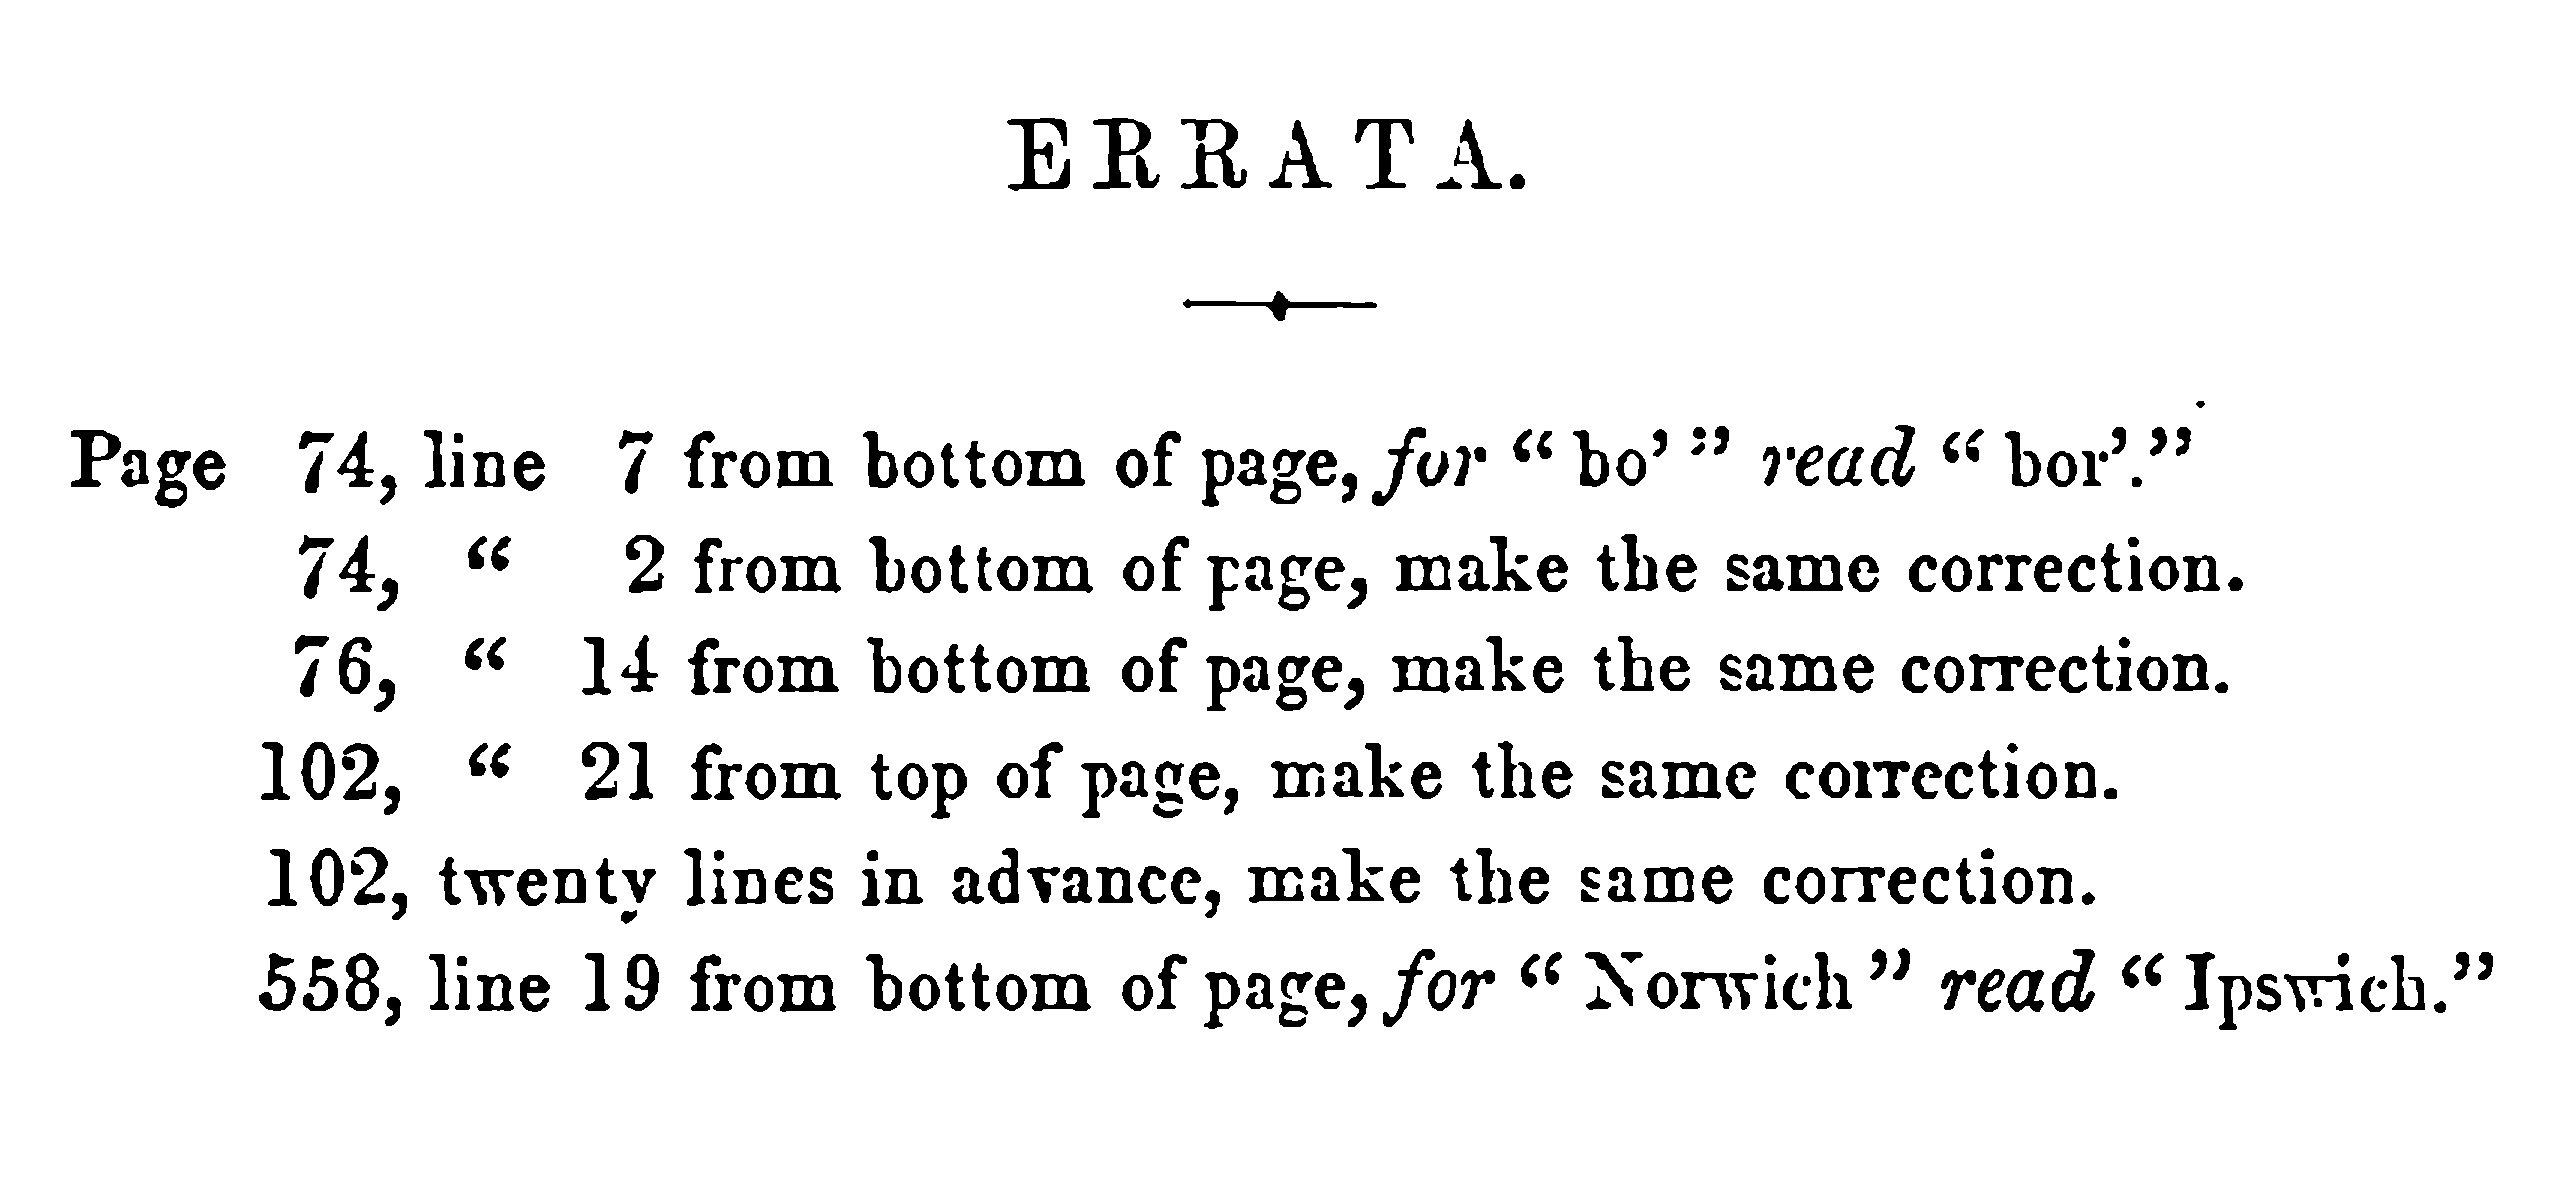 ERRATA.
Page 74, line 7 from bottom of page, for “ bo’ ” read “ bor’.”
74, “ 2 from bottom of page, make the same correction.
76, “ 14 from bottom of page, make the same correction.
102, “ 21 from top of page, make the same correction.
102, twenty lines in advance, make the same correction.
558, line 19 from bottom of page, for “ Norwich ” read “ Ipswich.”